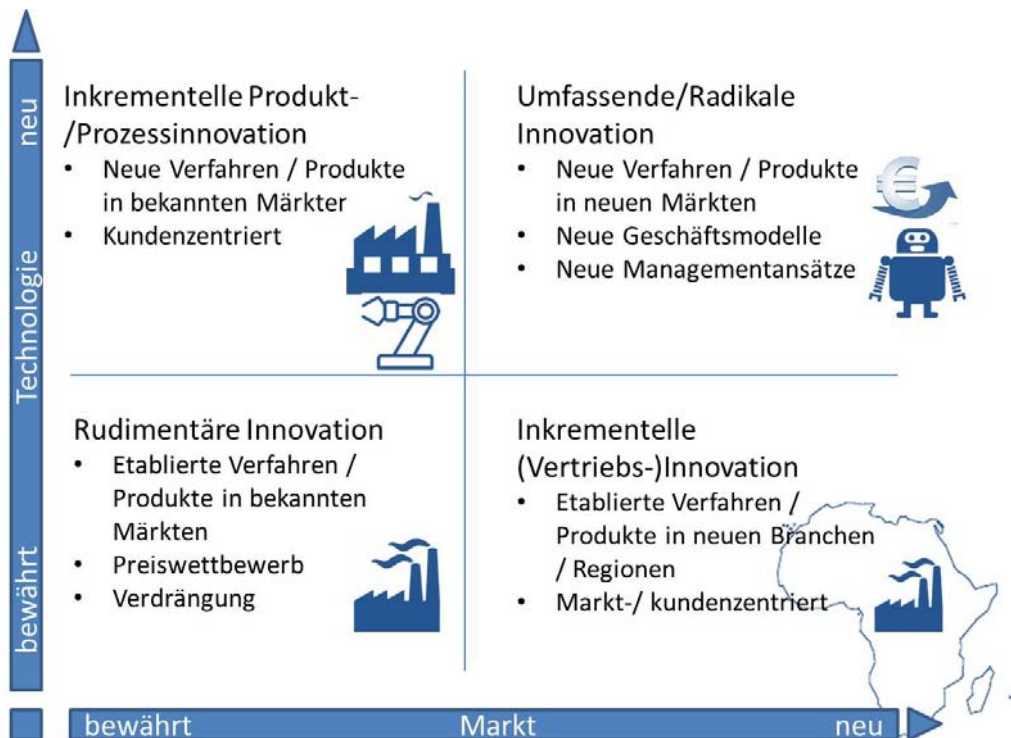 neu
Technologie
bewährt
Inkrementelle Produkt-
/Prozessinnovation
• Neue Verfahren / Produkte
in bekannten Märkter
• Kundenzentriert
Umfassende/Radikale
Innovation
• Neue Verfahren / Produkte
in neuen Märkten
• Neue Geschäftsmodelle
• Neue Managementansätze
Rudimentäre Innovation
• Etablierte Verfahren /
Produkte in bekannten
Märkten
• Preiswettbewerb
• Verdrängung
Inkrementelle
(Vertriebs-)Innovation
• Etablierte Verfahren /
Produkte in neuen Branchen
/ Regionen
• Markt-/ kundenzentriert
bewährt Markt neu